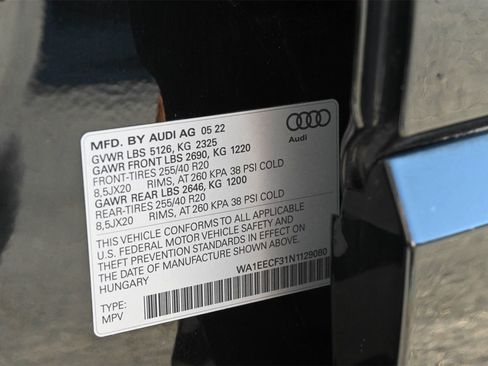 MFD. BY AUDI AG 05 22
GVWR LBS 5126, KG 2325
GAWR FRONT LBS 2690, KG 1220
FRONT-TIRES 255/40 R20
8,5JX20 RIMS, AT 260 KPA 38 PSI COLD
GAWR REAR LBS 2646, KG 1200
REAR-TIRES 255/40 R20
8,5JX20 RIMS, AT 260 KPA 38 PSI COLD
THIS VEHICLE CONFORMS TO ALL APPLICABLE
U.S. FEDERAL MOTOR VEHICLE SAFETY AND
THEFT PREVENTION STANDARDS IN EFFECT ON
THE DATE OF MANUFACTURE SHOWN ABOVE
HUNGARY
WA1EECF31N1129080
TYPE:
MPV